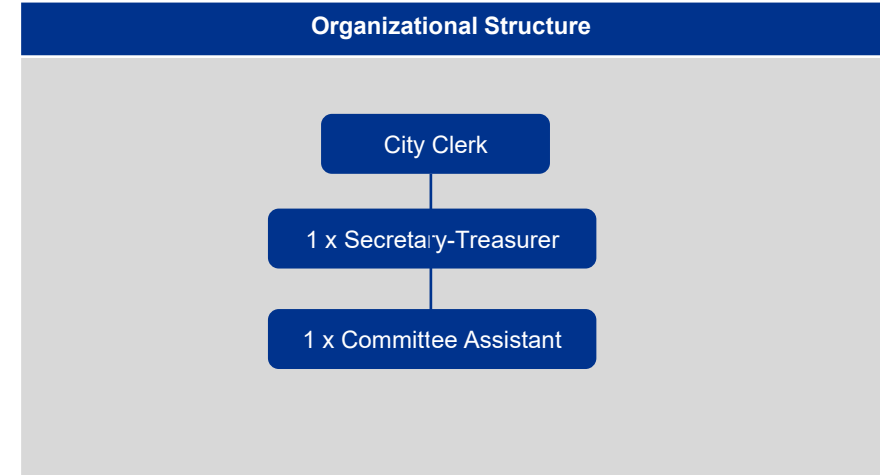 Organizational Structure
City Clerk
1 x Secretary-Treasurer
1 x Committee Assistant